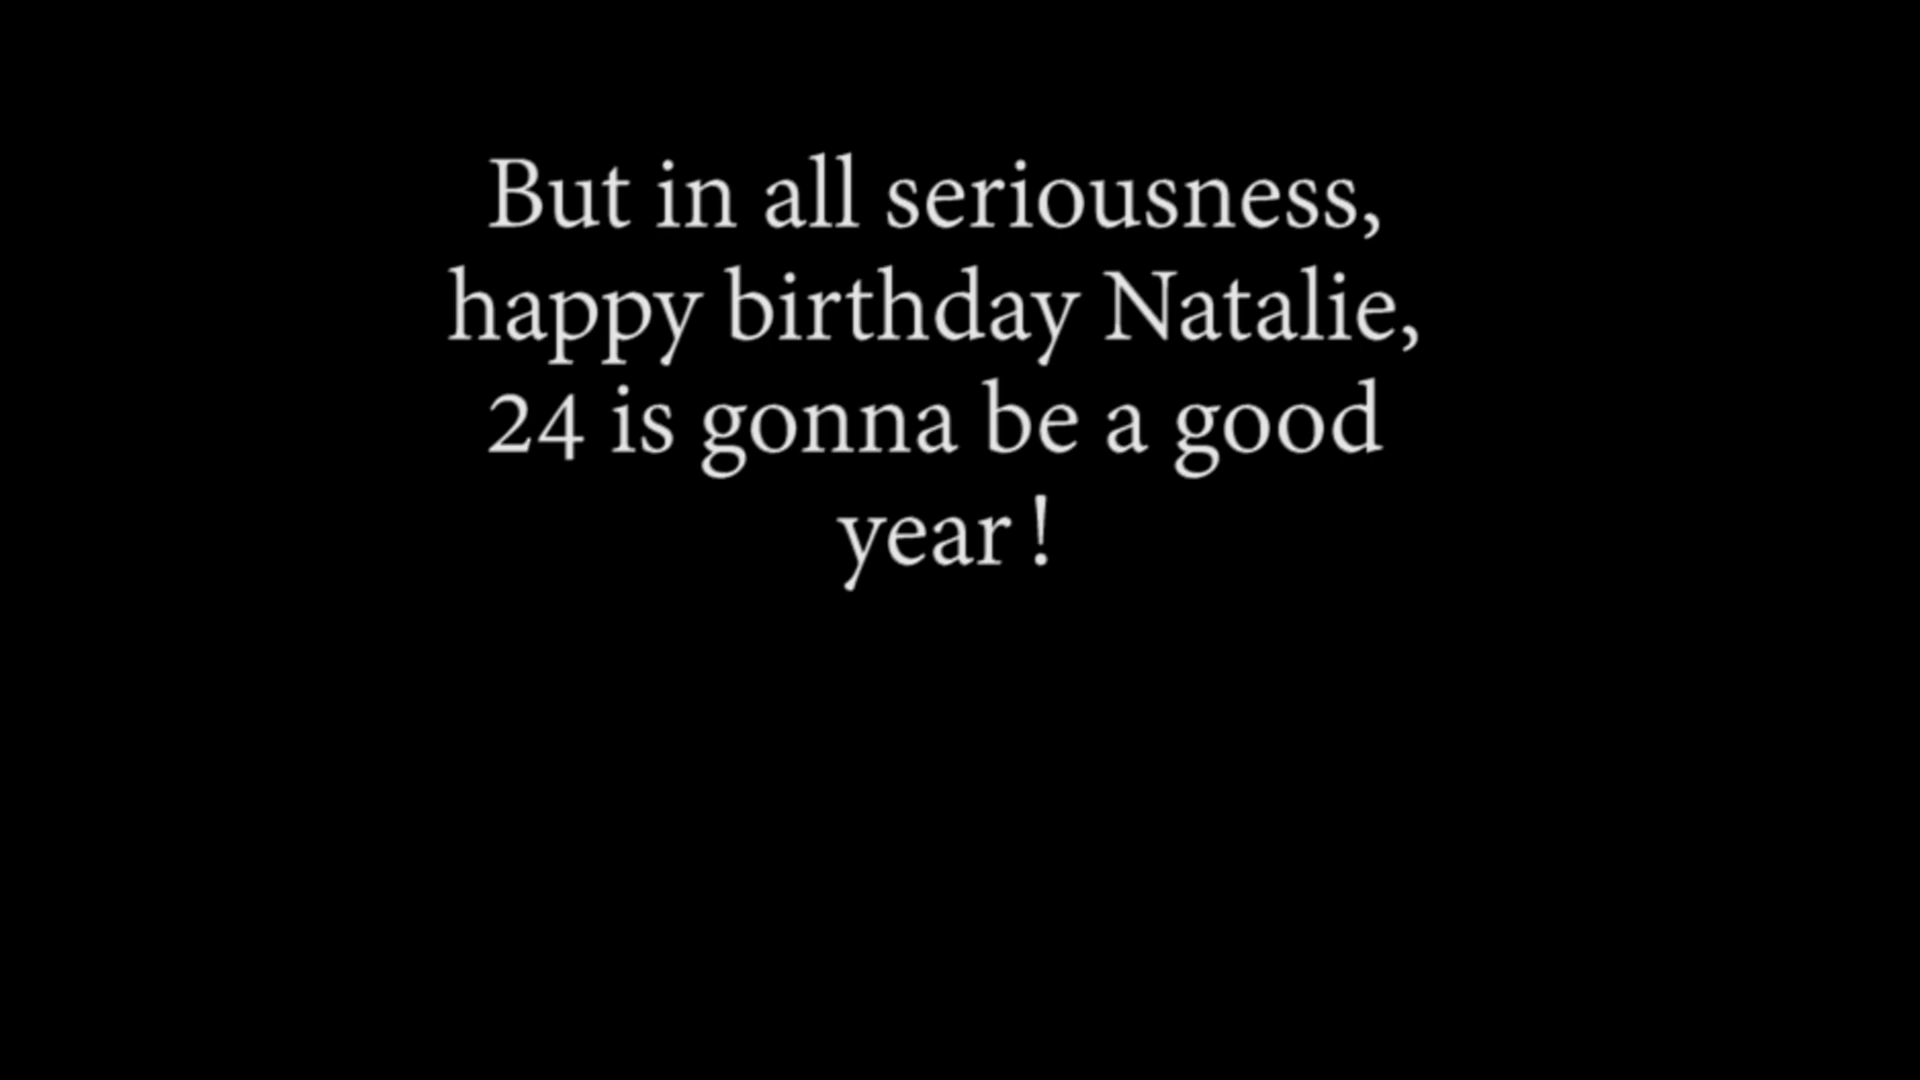 But in all seriousness,
happy birthday Natalie,
24 is gonna be a good
year !